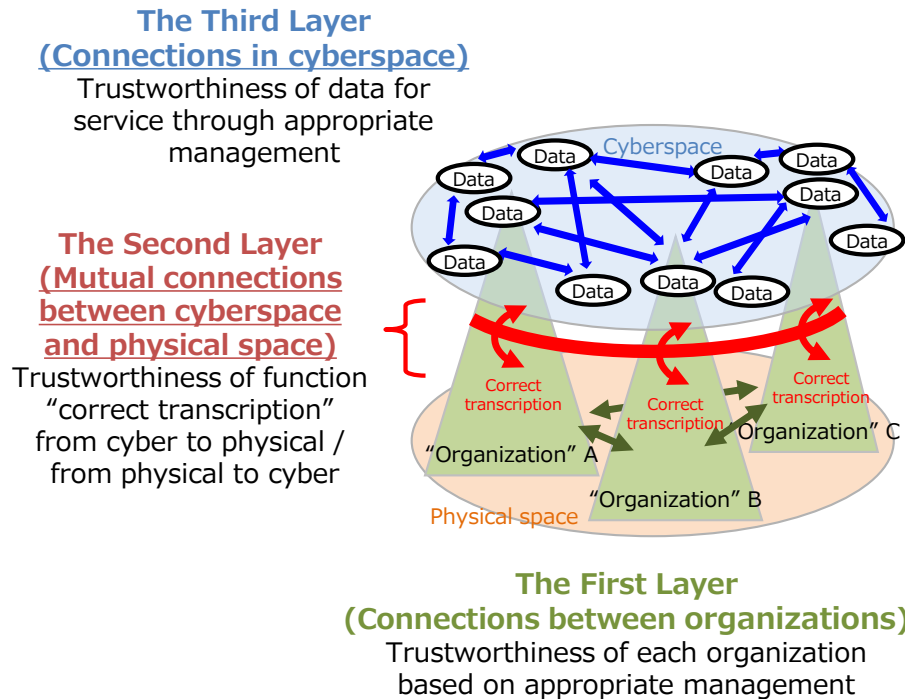 The Third Layer
(Connections in cyberspace)
Trustworthiness of data for
service through appropriate
management
Cyberspace
Data
Data
Data
Data
Data
Data
Data
Data
Data
Data
Data
The Second Layer
(Mutual connections
between cyberspace
and physical space)
Trustworthiness of function
“correct transcription”
from cyber to physical /
from physical to cyber
Correct
transcription
Correct
transcription
Correct
transcription
“Organization” A
“Organization” B
“Organization” C
Physical space
The First Layer
(Connections between organizations)
Trustworthiness of each organization
based on appropriate management